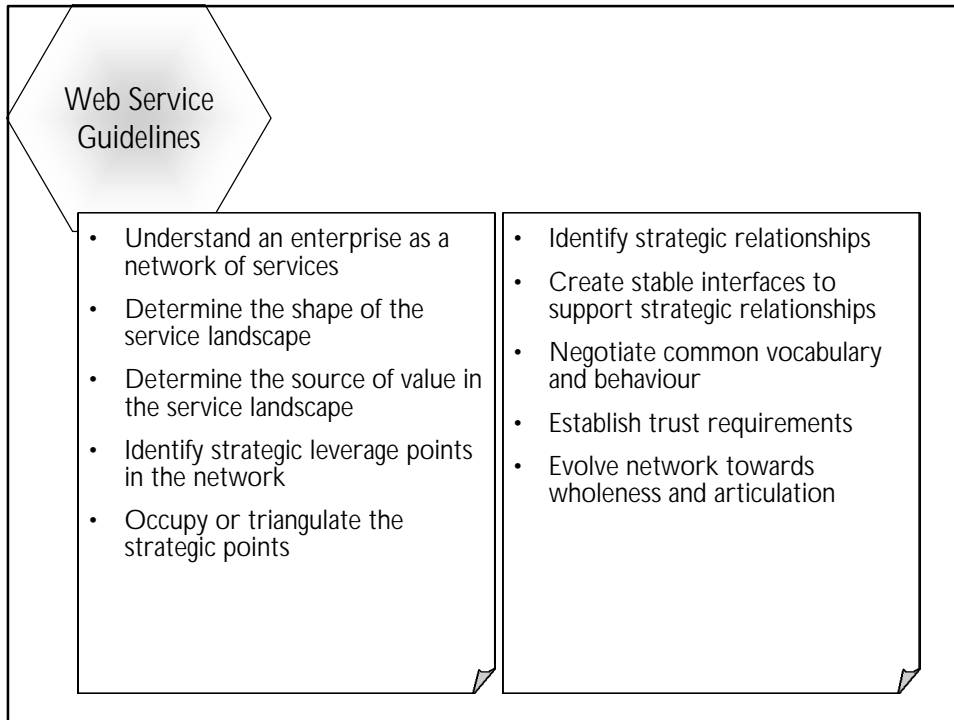 Web Service
Guidelines
• Understand an enterprise as a
network of services
• Determine the shape of the
service landscape
• Determine the source of value in
the service landscape
• Identify strategic leverage points
in the network
• Occupy or triangulate the
strategic points
• Identify strategic relationships
• Create stable interfaces to
support strategic relationships
• Negotiate common vocabulary
and behaviour
• Establish trust requirements
• Evolve network towards
wholeness and articulation